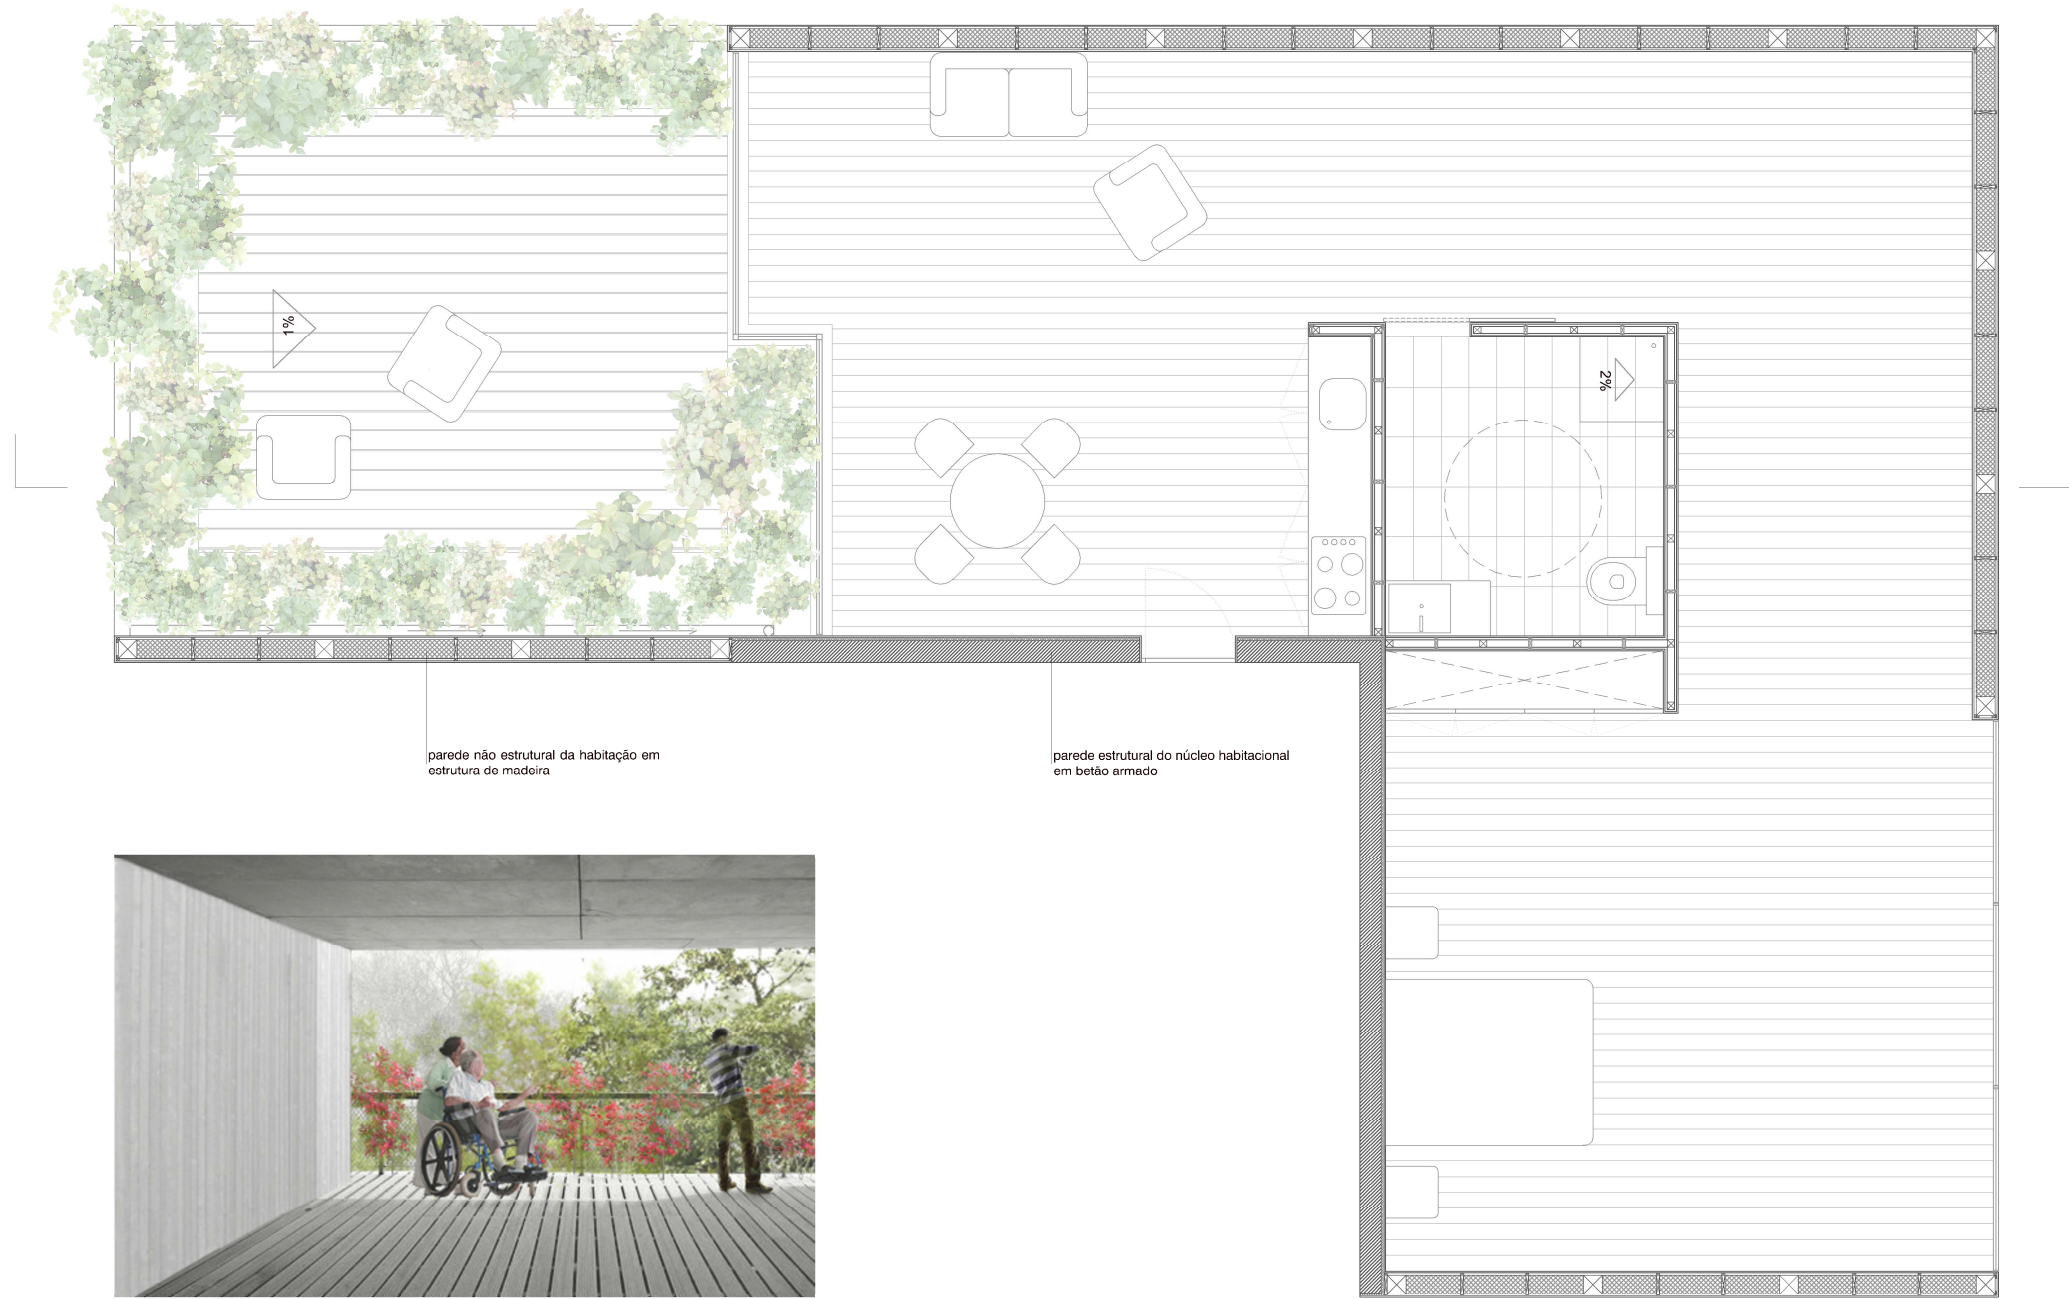 1%
2%
parede não estrutural da habitação em
estrutura de madeira
parede estrutural do núcleo habitacional
em betão armado